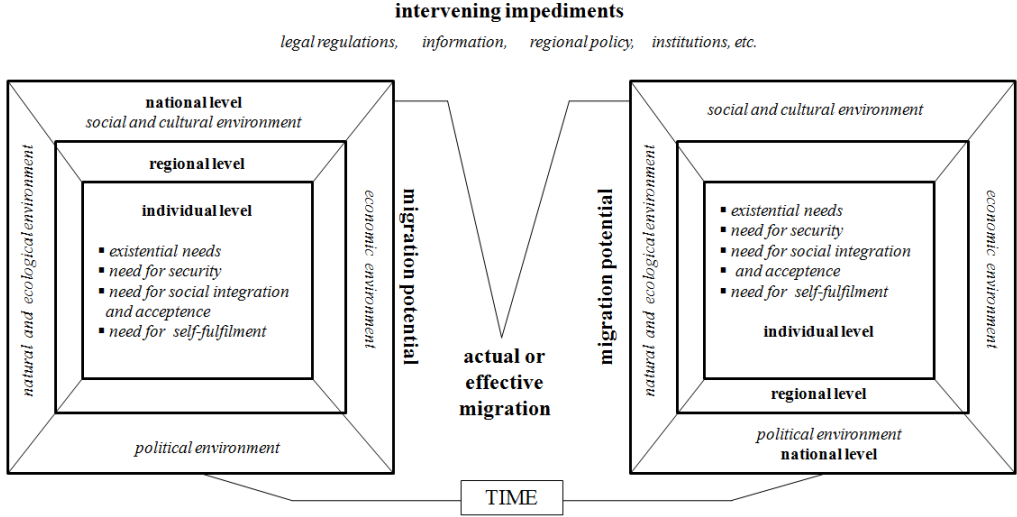 intervening impediments
legal regulations, information, regional policy, institutions, etc.
national level
social and cultural environment
regional level
individual level
▪ existential needs
▪ need for security
▪ need for social integration
and acceptence
▪ need for self-fulfilment
natural and ecological environment
economic environment
political environment
migration potential
actual or
effective
migration
migration potential
social and cultural environment
▪ existential needs
▪ need for security
▪ need for social integration
▪ and acceptence
▪ need for self-fulfilment
individual level
regional level
natural and ecological environment
economic environment
political environment
national level
TIME